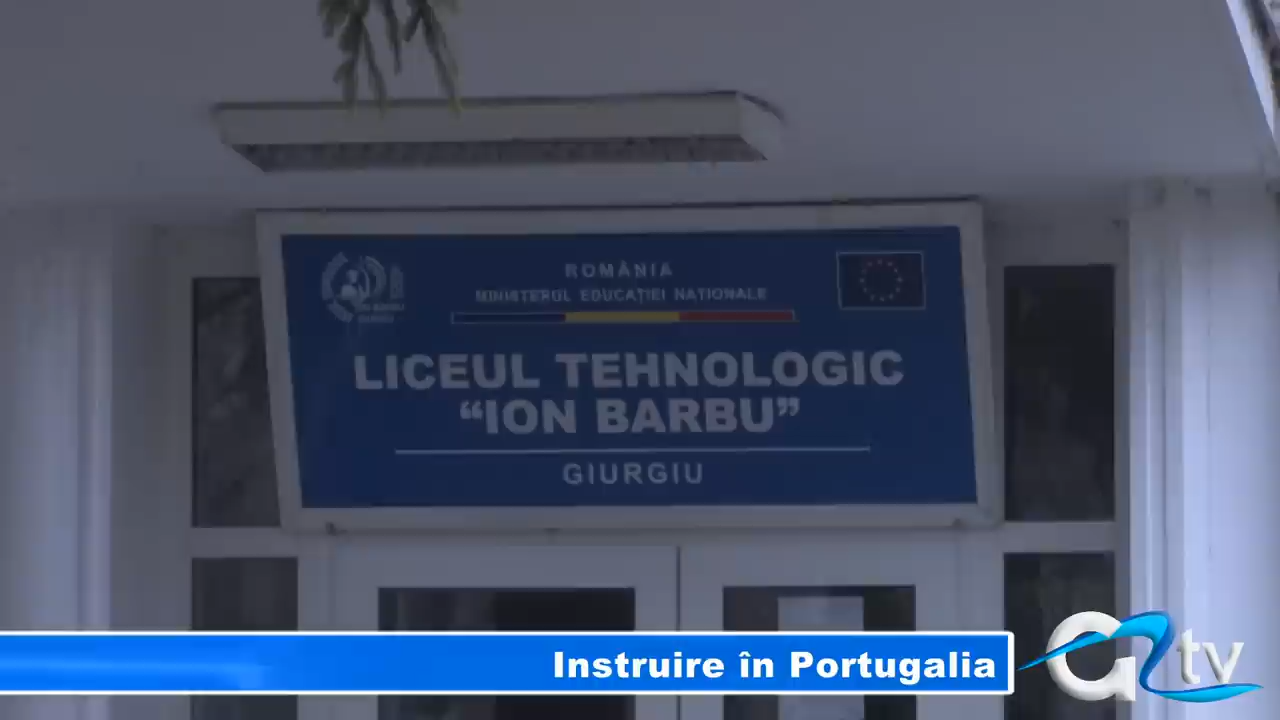 ROMÂNIA
MINISTERUL EDUCAȚIEI NAȚIONALE
LICEUL TEHNOLOGIC
“ION BARBU”
GIURGIU
Instruire în Portugalia
tv